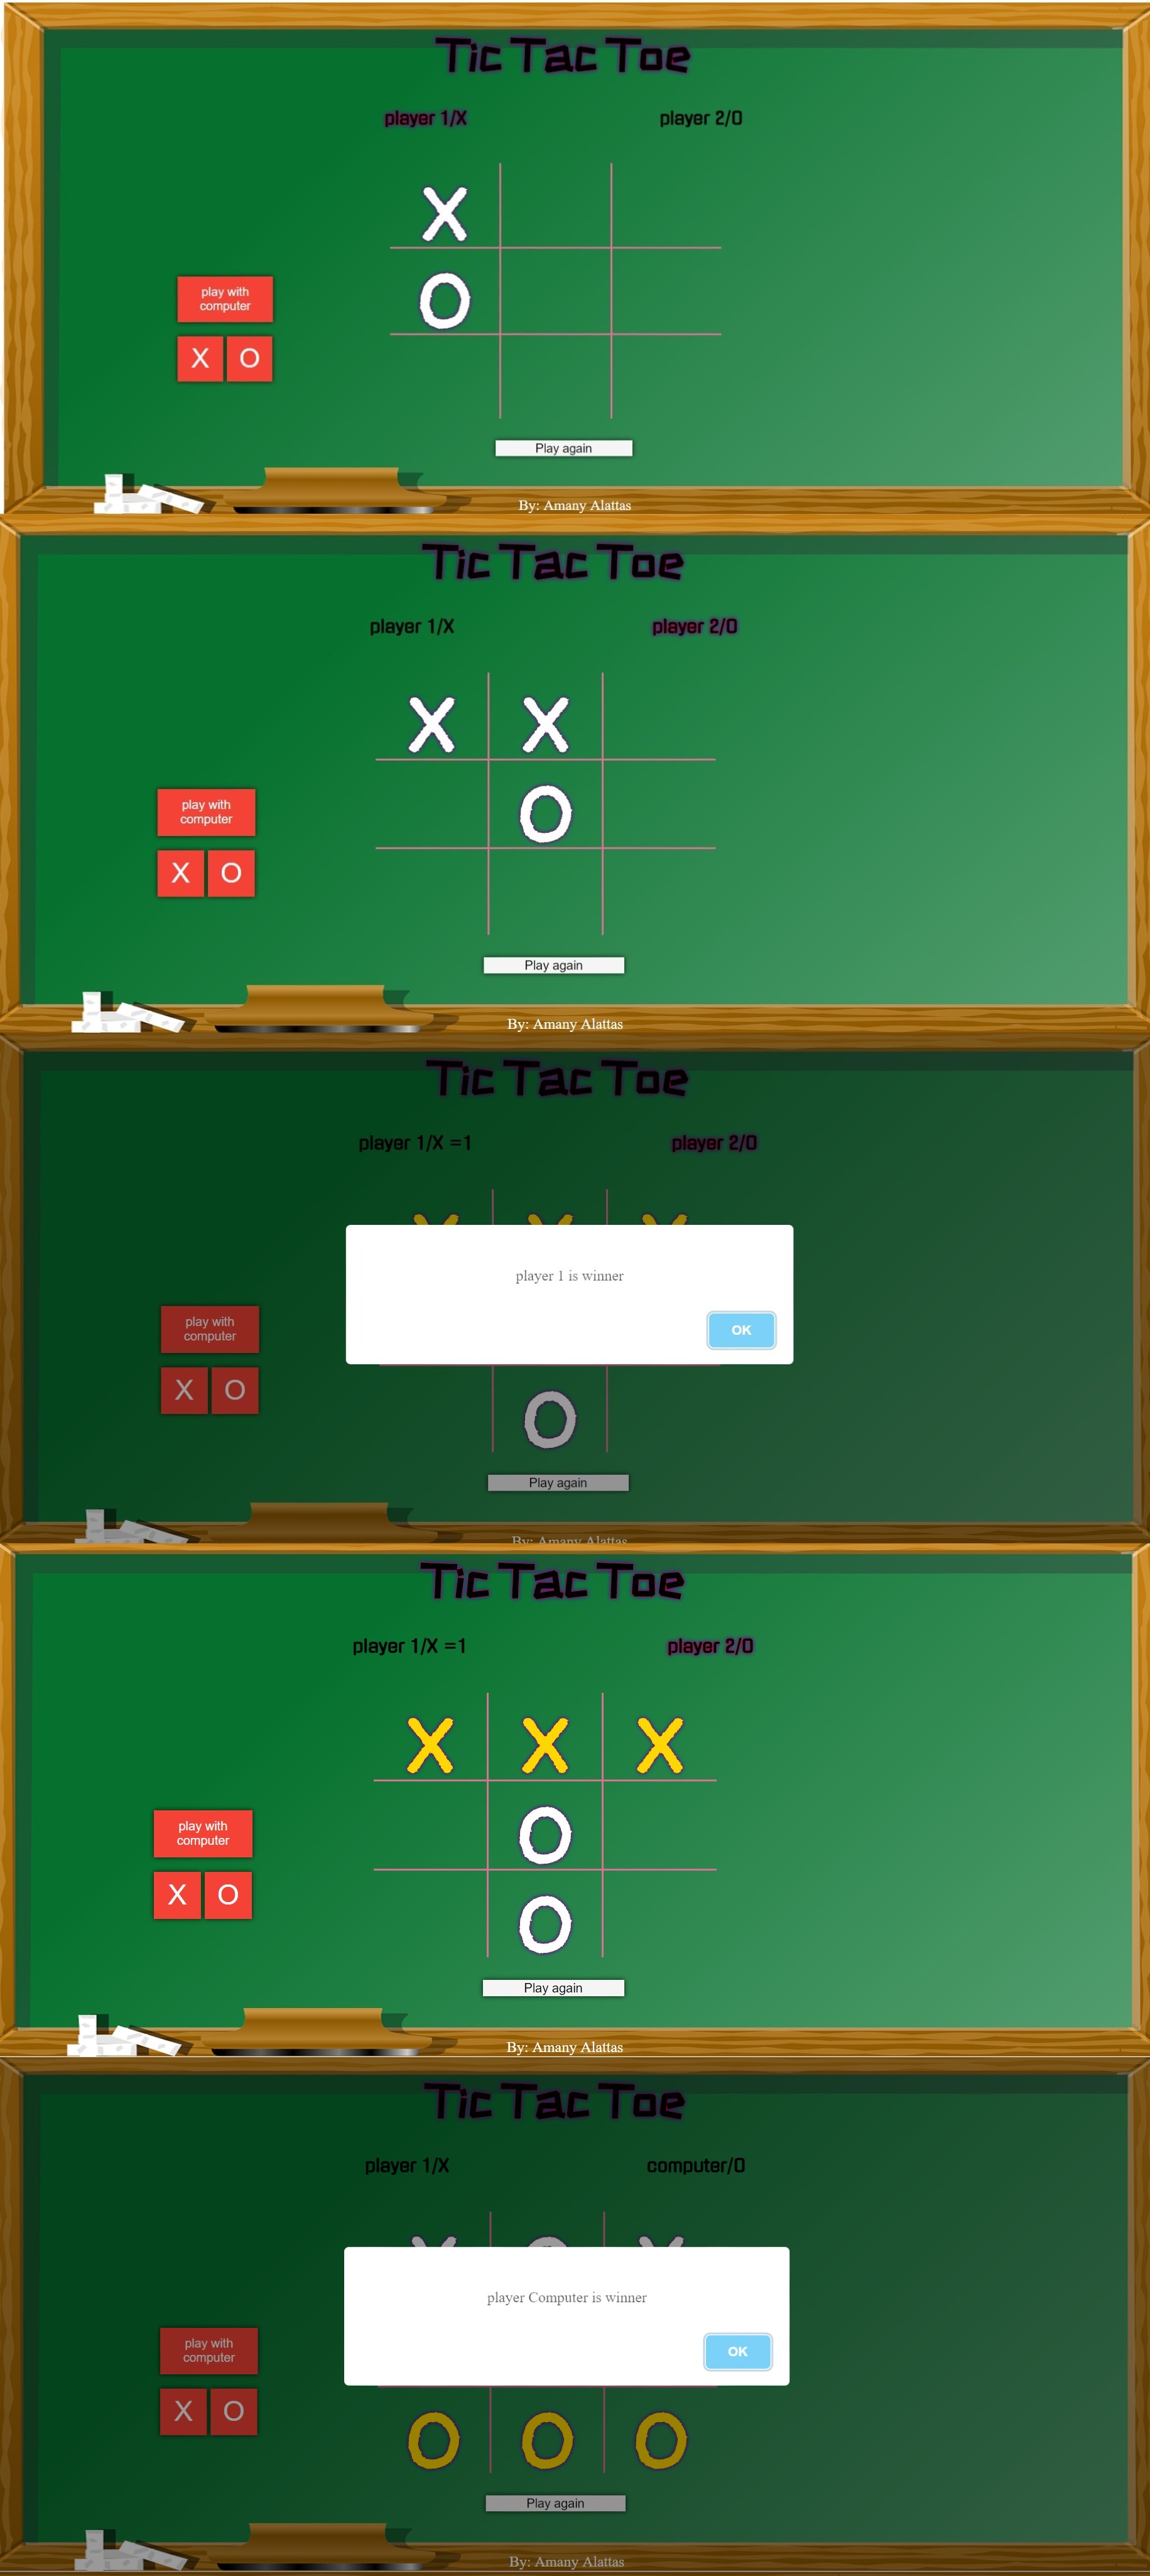 Tic Tac Toe
player 1/X player 2/O
X
O
play with
computer
X O
Play again
By: Amany Alattas
Tic Tac Toe
player 1/X player 2/O
X X
O
play with
computer
X O
Play again
By: Amany Alattas
Tic Tac Toe
player 1/X =1 player 2/O
X X X
player 1 is winner
OK
play with
computer
X O
O
Play again
By: Amany Alattas
Tic Tac Toe
player 1/X =1 player 2/O
X X X
O
play with
computer
X O
O
Play again
By: Amany Alattas
Tic Tac Toe
player 1/X computer/O
X O X
player Computer is winner
OK
play with
computer
X O
O O O
Play again
By: Amany Alattas